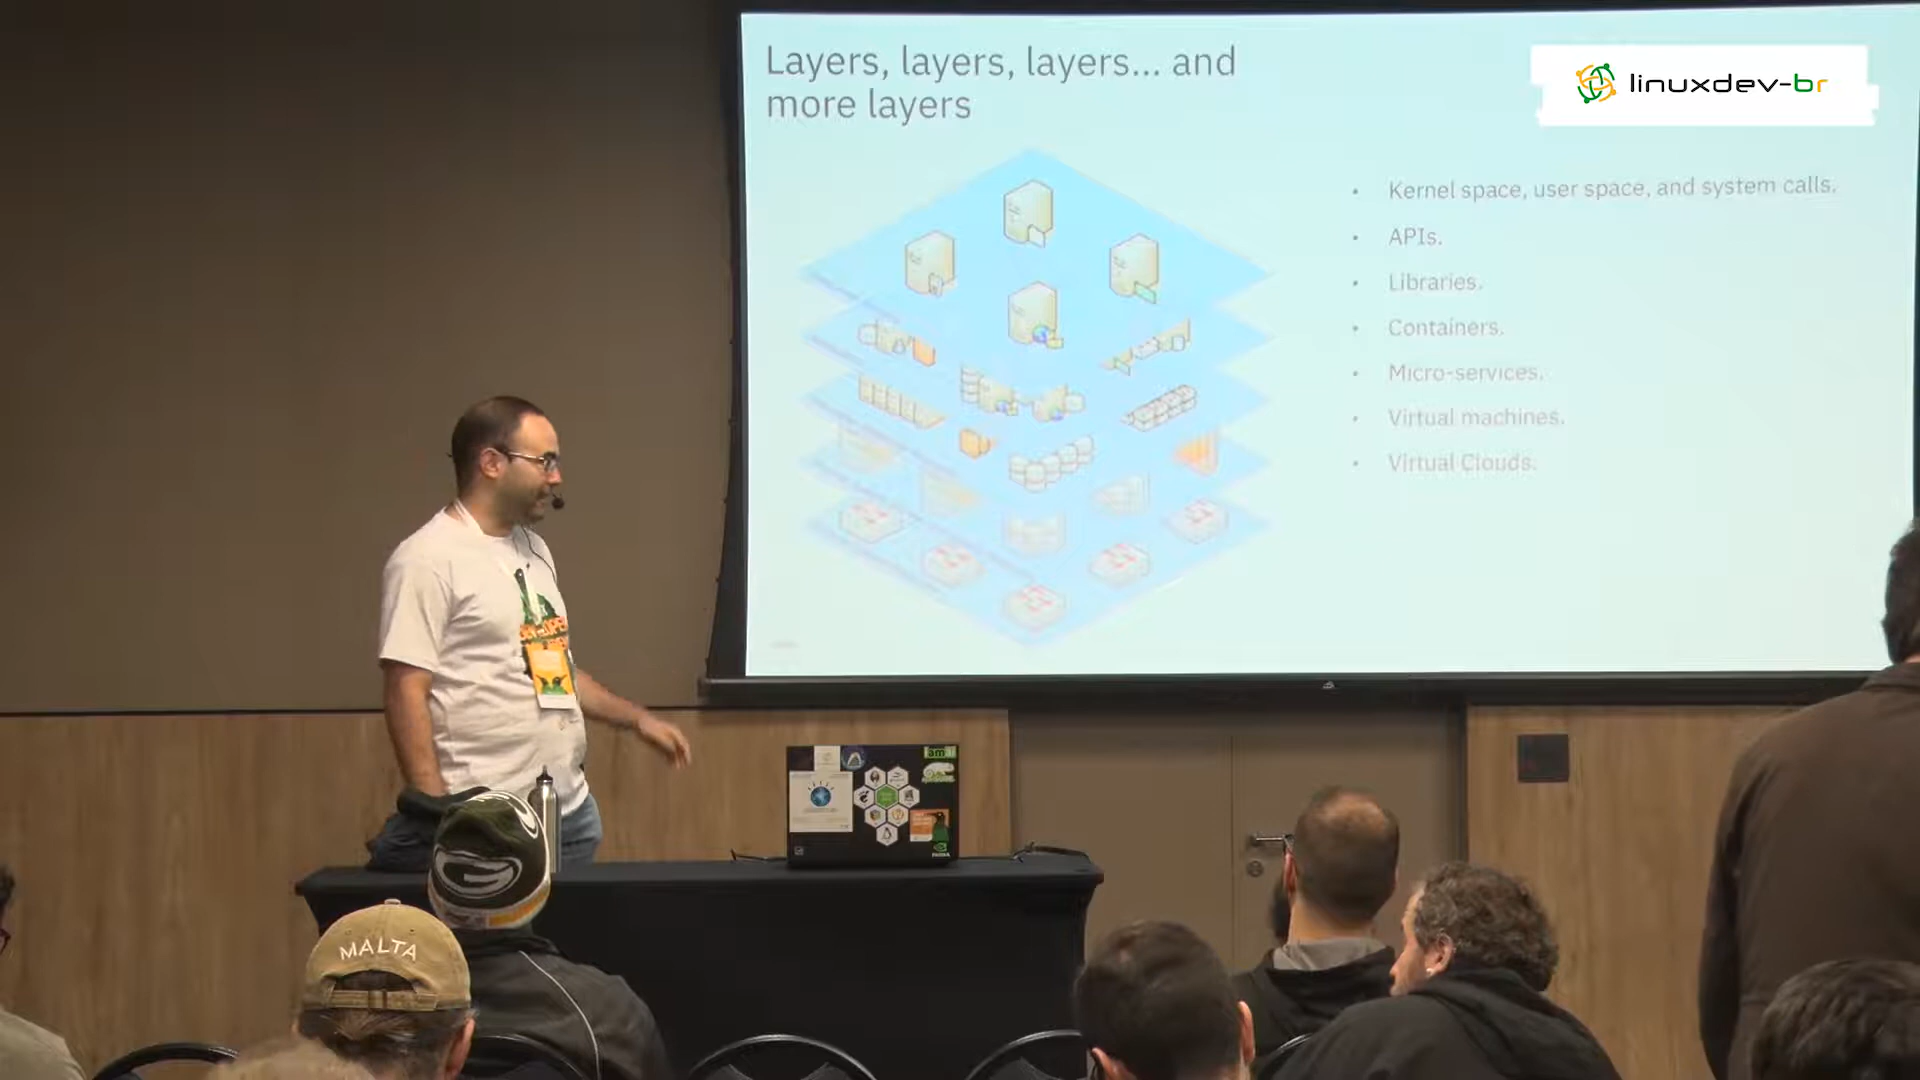 Layers, layers, layers... and
more layers
linuxdev-br
• Kernel space, user space, and system calls.
• APIs.
• Libraries.
• Containers.
• Micro-services.
• Virtual machines.
• Virtual Clouds.
MALTA